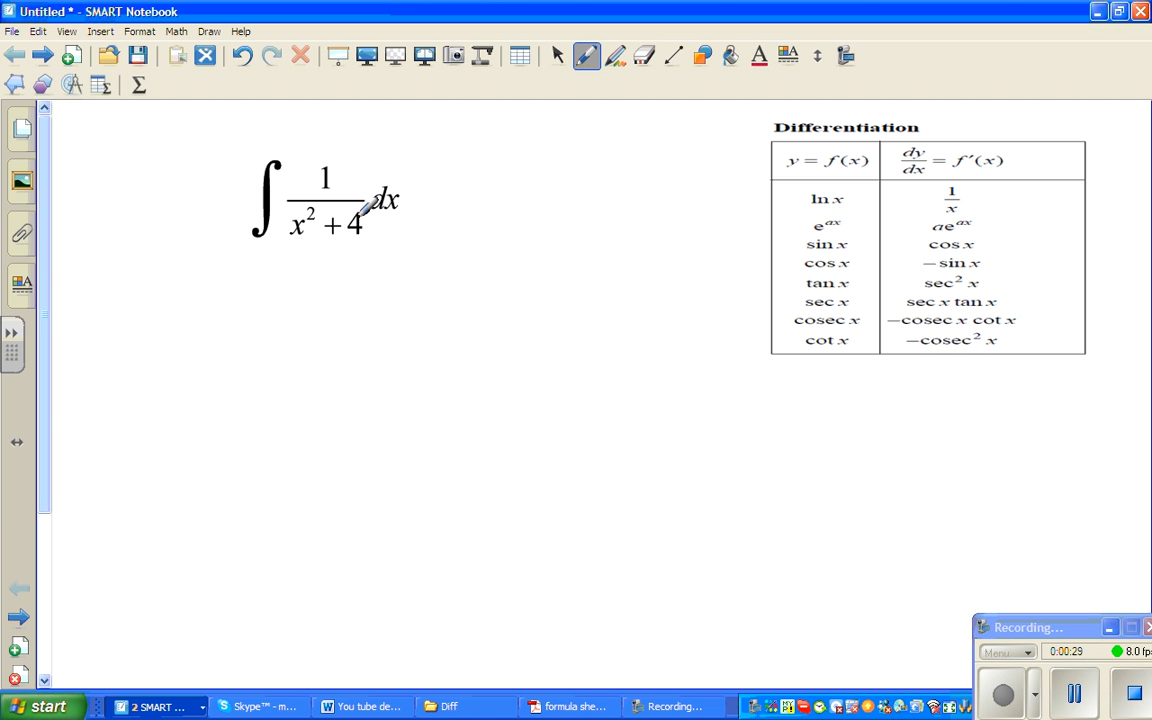 Untitled * - SMART Notebook
File Edit View Insert Format Math Draw Help
∫ 1/(x² + 4) dx
Differentiation
y = f(x) dy/dx = f′(x)
ln x 1/x
e^ax ae^ax
sin x cos x
cos x − sin x
tan x sec² x
sec x sec x tan x
cosec x −cosec x cot x
cot x −cosec² x
Recording...
Menu 0:00:29 8.0 fp
start 2 SMART ... Skype™ - m... You tube de... Diff formula she... Recording...